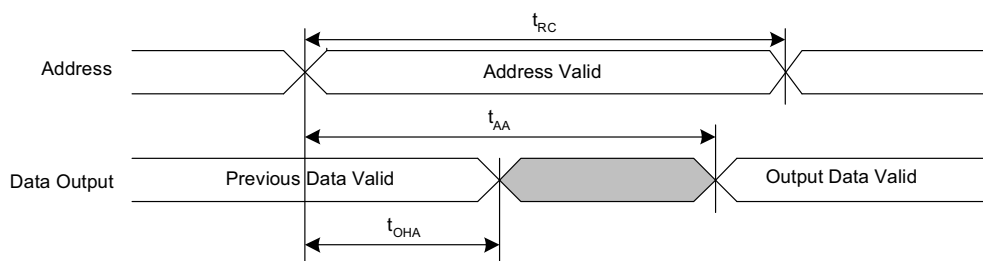 tRC
Address
Address Valid
tAA
Data Output
Previous Data Valid
Output Data Valid
tOHA